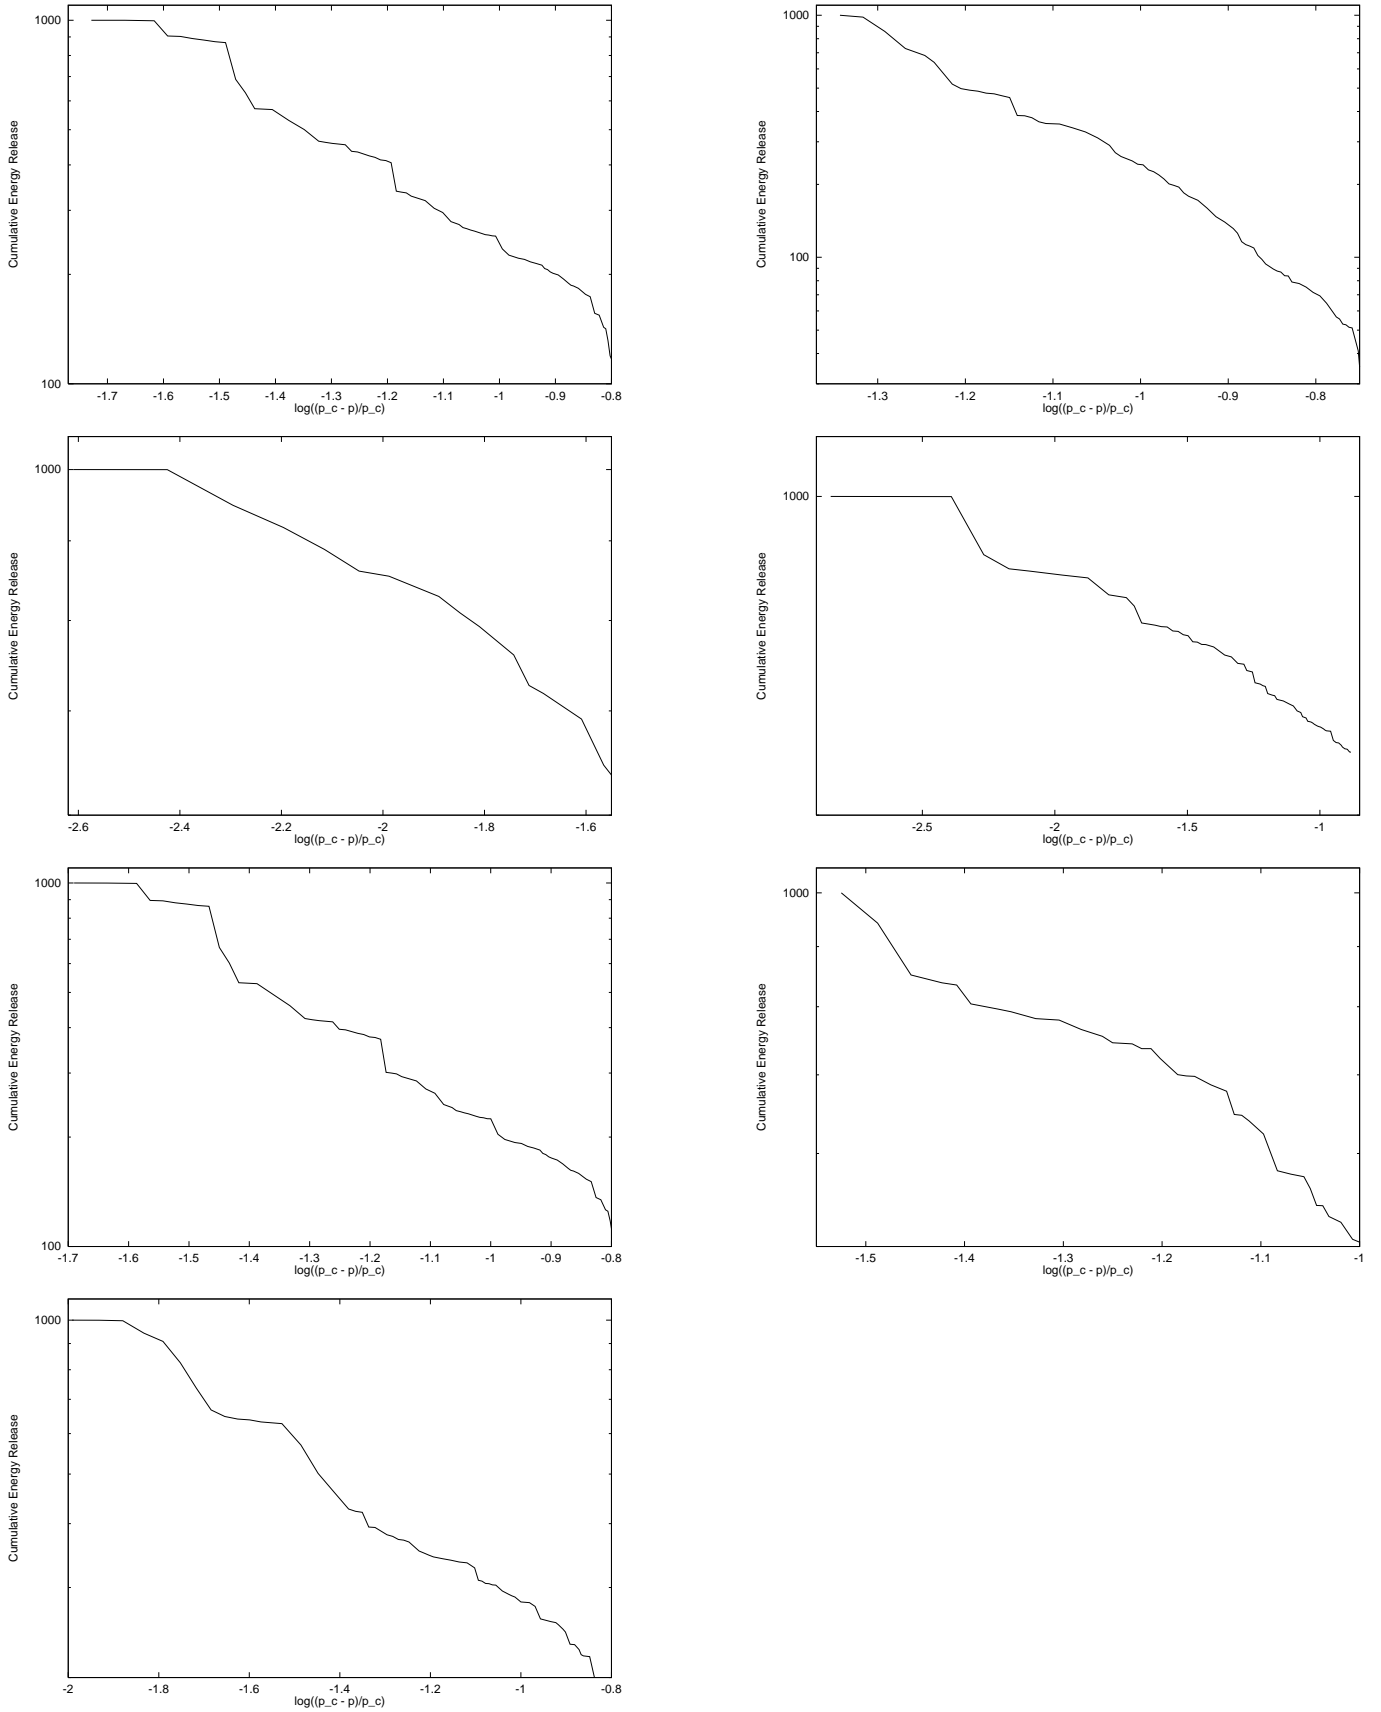 1000
Cumulative Energy Release
100
-1.7 -1.6 -1.5 -1.4 -1.3 -1.2 -1.1 -1 -0.9 -0.8
log((p_c - p)/p_c)
1000
Cumulative Energy Release
100
-1.3 -1.2 -1.1 -1 -0.9 -0.8
log((p_c - p)/p_c)
1000
Cumulative Energy Release
-2.6 -2.4 -2.2 -2 -1.8 -1.6
log((p_c - p)/p_c)
1000
Cumulative Energy Release
-2.5 -2 -1.5 -1
log((p_c - p)/p_c)
1000
Cumulative Energy Release
100
-1.7 -1.6 -1.5 -1.4 -1.3 -1.2 -1.1 -1 -0.9 -0.8
log((p_c - p)/p_c)
1000
Cumulative Energy Release
-1.5 -1.4 -1.3 -1.2 -1.1 -1
log((p_c - p)/p_c)
1000
Cumulative Energy Release
-2 -1.8 -1.6 -1.4 -1.2 -1 -0.8
log((p_c - p)/p_c)